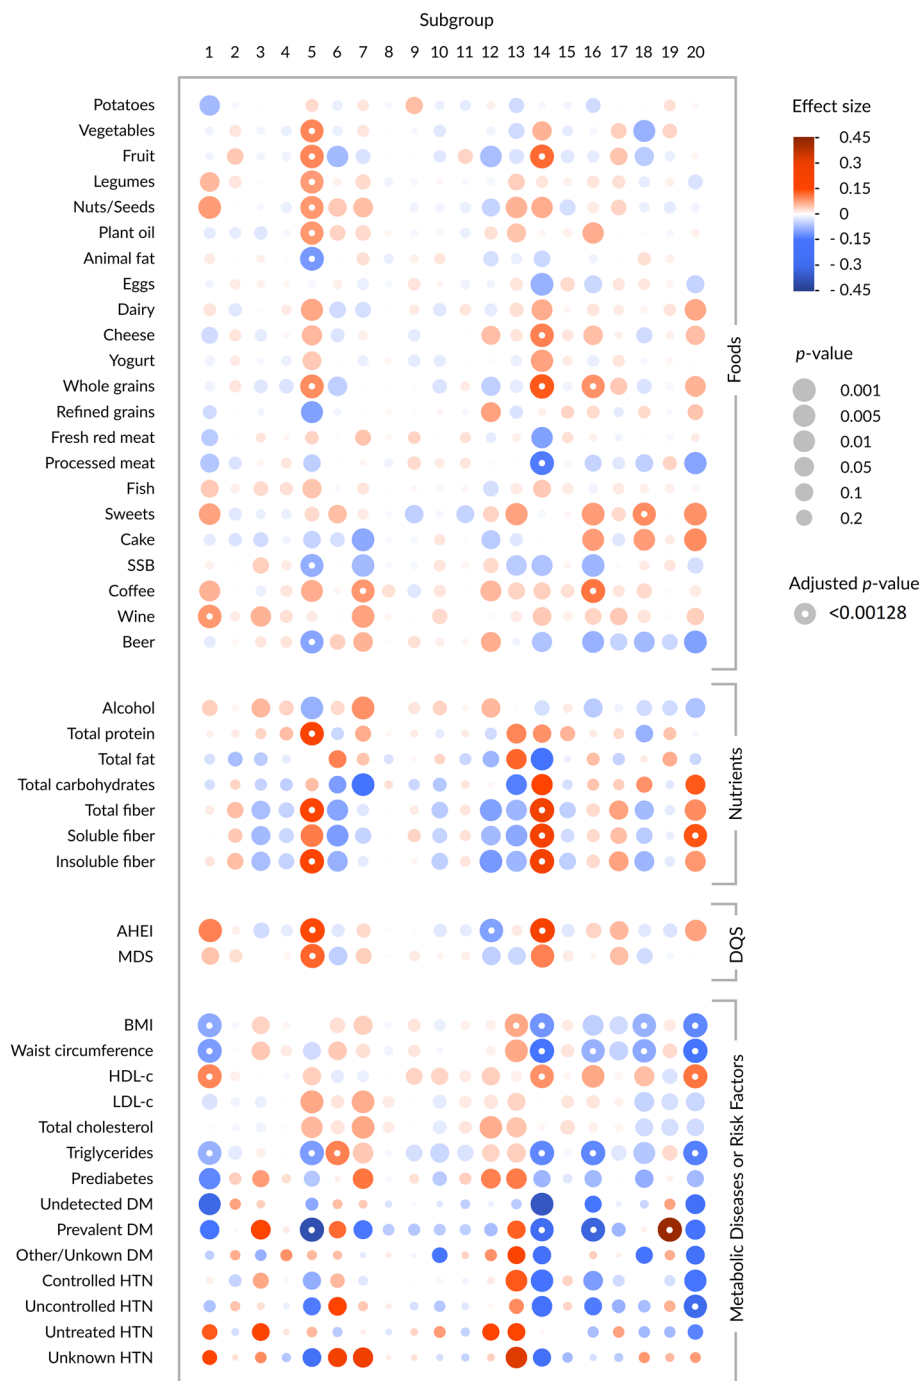 Subgroup
1 2 3 4 5 6 7 8 9 10 11 12 13 14 15 16 17 18 19 20
Potatoes
Vegetables
Fruit
Legumes
Nuts/Seeds
Plant oil
Animal fat
Eggs
Dairy
Cheese
Yogurt
Whole grains
Refined grains
Fresh red meat
Processed meat
Fish
Sweets
Cake
SSB
Coffee
Wine
Beer
Foods
Alcohol
Total protein
Total fat
Total carbohydrates
Total fiber
Soluble fiber
Insoluble fiber
Nutrients
AHEI
MDS
DQS
BMI
Waist circumference
HDL-c
LDL-c
Total cholesterol
Triglycerides
Prediabetes
Undetected DM
Prevalent DM
Other/Unkown DM
Controlled HTN
Uncontrolled HTN
Untreated HTN
Unknown HTN
Metabolic Diseases or Risk Factors
Effect size
0.45
0.3
0.15
0
- 0.15
- 0.3
- 0.45
p-value
0.001
0.005
0.01
0.05
0.1
0.2
Adjusted p-value
<0.00128